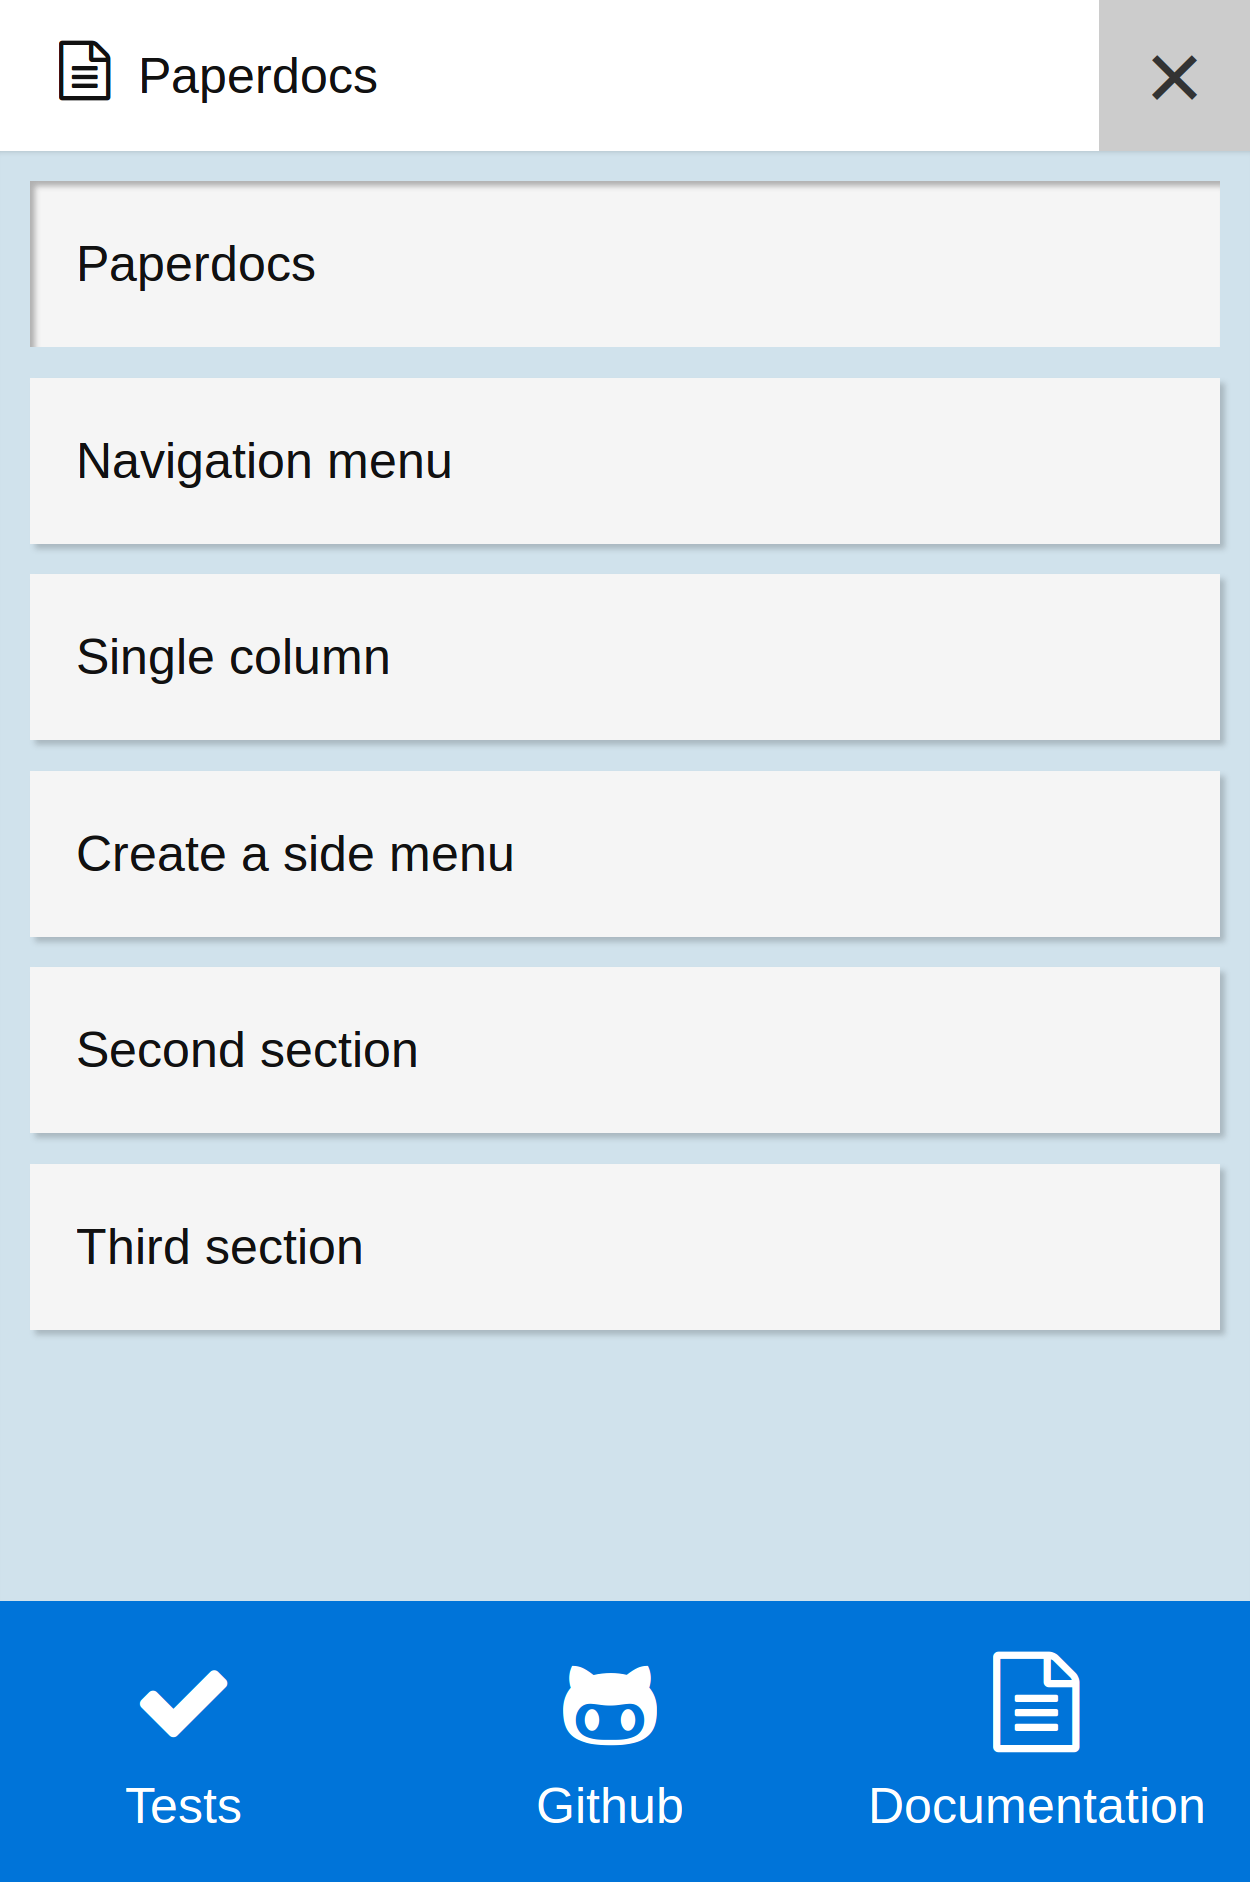 Paperdocs
Paperdocs
Navigation menu
Single column
Create a side menu
Second section
Third section
Tests
Github
Documentation